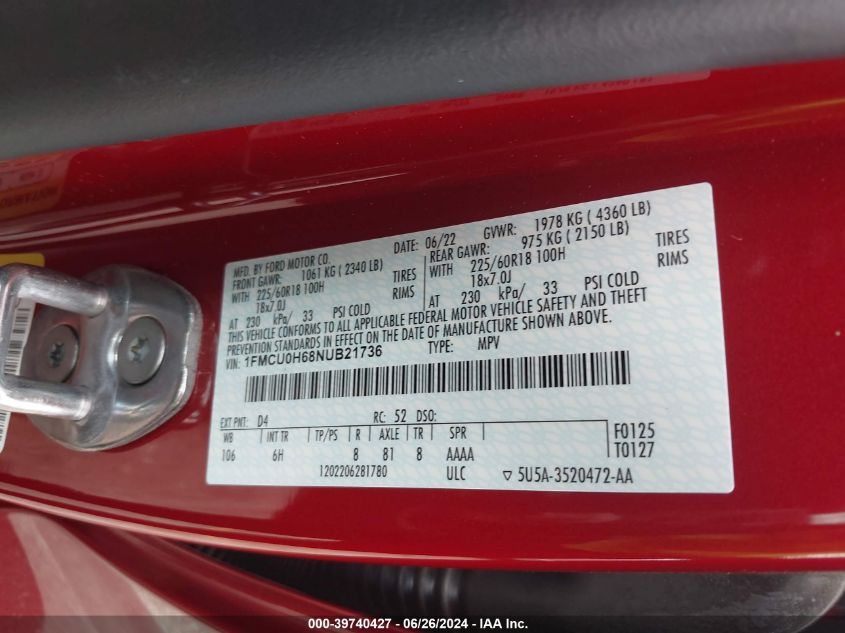 MFD. BY FORD MOTOR CO. DATE: 06/22 GVWR: 1978 KG ( 4360 LB)
FRONT GAWR: 1061 KG ( 2340 LB) REAR GAWR: 975 KG ( 2150 LB)
WITH 225/60R18 100H TIRES WITH 225/60R18 100H TIRES
18x7.0J RIMS 18x7.0J RIMS
AT 230 kPa/ 33 PSI COLD AT 230 kPa/ 33 PSI COLD
THIS VEHICLE CONFORMS TO ALL APPLICABLE FEDERAL MOTOR VEHICLE SAFETY AND THEFT
PREVENTION STANDARDS IN EFFECT ON THE DATE OF MANUFACTURE SHOWN ABOVE.
VIN: 1FMCU0H68NUB21736 TYPE: MPV
EXT PNT: D4 RC: 52 DSO:
WB INT TR TP/PS R AXLE TR SPR F0125
106 6H 8 81 8 AAAA T0127
1202206281780 ULC ▽ 5U5A-3520472-AA
000-39740427 - 06/26/2024 - IAA Inc.